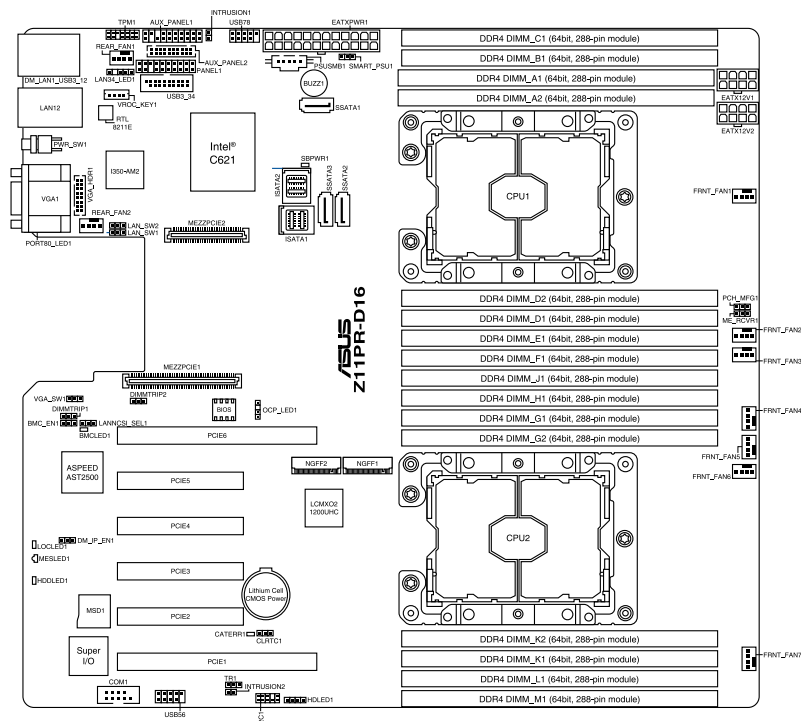 INTRUSION1
TPM1
AUX_PANEL1
USB78
EATXPWR1
DDR4 DIMM_C1 (64bit, 288-pin module)
REAR_FAN1
DDR4 DIMM_B1 (64bit, 288-pin module)
AUX_PANEL2
PSUSMB1
SMART_PSU1
PANEL1
DM_LAN1_USB3_12
LAN34_LED1
DDR4 DIMM_A1 (64bit, 288-pin module)
BUZZ1
USB3_34
DDR4 DIMM_A2 (64bit, 288-pin module)
EATX12V1
LAN12
VROC_KEY1
SSATA1
RTL
8211E
EATX12V2
PWR_SW1
Intel®
C621
SBPWR1
I350-AM2
ISATA2
SSATA3
SSATA2
CPU1
FRNT_FAN1
VGA1
VGA_HDR1
REAR_FAN2
MEZZPCIE2
LAN_SW2
LAN_SW1
ISATA1
PORT80_LED1
DDR4 DIMM_D2 (64bit, 288-pin module)
PCH_MFG1
DDR4 DIMM_D1 (64bit, 288-pin module)
ME_RCVR1
ASUS
Z11PR-D16
FRNT_FAN2
DDR4 DIMM_E1 (64bit, 288-pin module)
DDR4 DIMM_F1 (64bit, 288-pin module)
FRNT_FAN3
MEZZPCIE1
DDR4 DIMM_J1 (64bit, 288-pin module)
DIMMTRIP2
VGA_SW1
DDR4 DIMM_H1 (64bit, 288-pin module)
DIMMTRIP1
BIOS
OCP_LED1
FRNT_FAN4
BMC_EN1
LANNCSI_SEL1
DDR4 DIMM_G1 (64bit, 288-pin module)
BMCLED1
PCIE6
DDR4 DIMM_G2 (64bit, 288-pin module)
FRNT_FAN5
NGFF2
NGFF1
ASPEED
AST2500
PCIE5
FRNT_FAN6
LCMXO2
1200UHC
PCIE4
DM_IP_EN1
LOCLED1
CPU2
MESLED1
PCIE3
HDDLED1
Lithium Cell
CMOS Power
MSD1
PCIE2
CATERR1
CLRTC1
DDR4 DIMM_K2 (64bit, 288-pin module)
Super
I/O
PCIE1
DDR4 DIMM_K1 (64bit, 288-pin module)
FRNT_FAN7
TR1
COM1
INTRUSION2
DDR4 DIMM_L1 (64bit, 288-pin module)
HDLED1
DDR4 DIMM_M1 (64bit, 288-pin module)
USB56